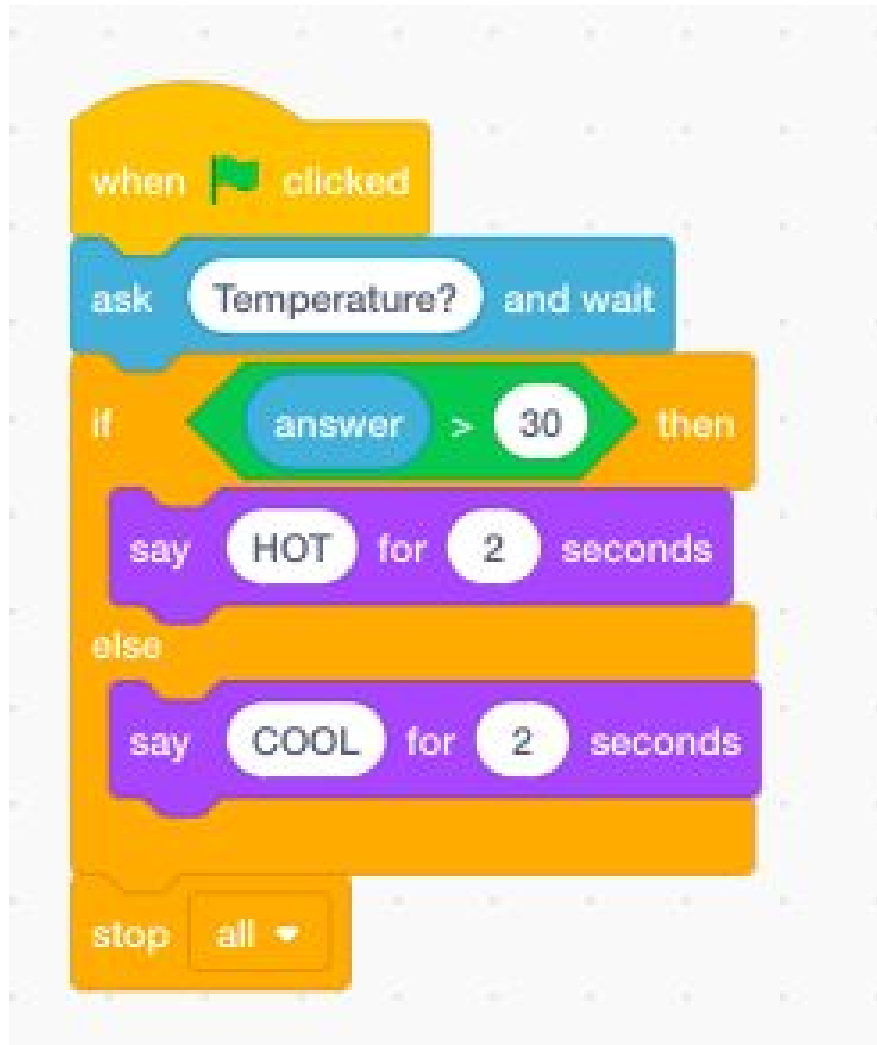 when clicked
ask Temperature? and wait
if answer > 30 then
say HOT for 2 seconds
else
say COOL for 2 seconds
stop all